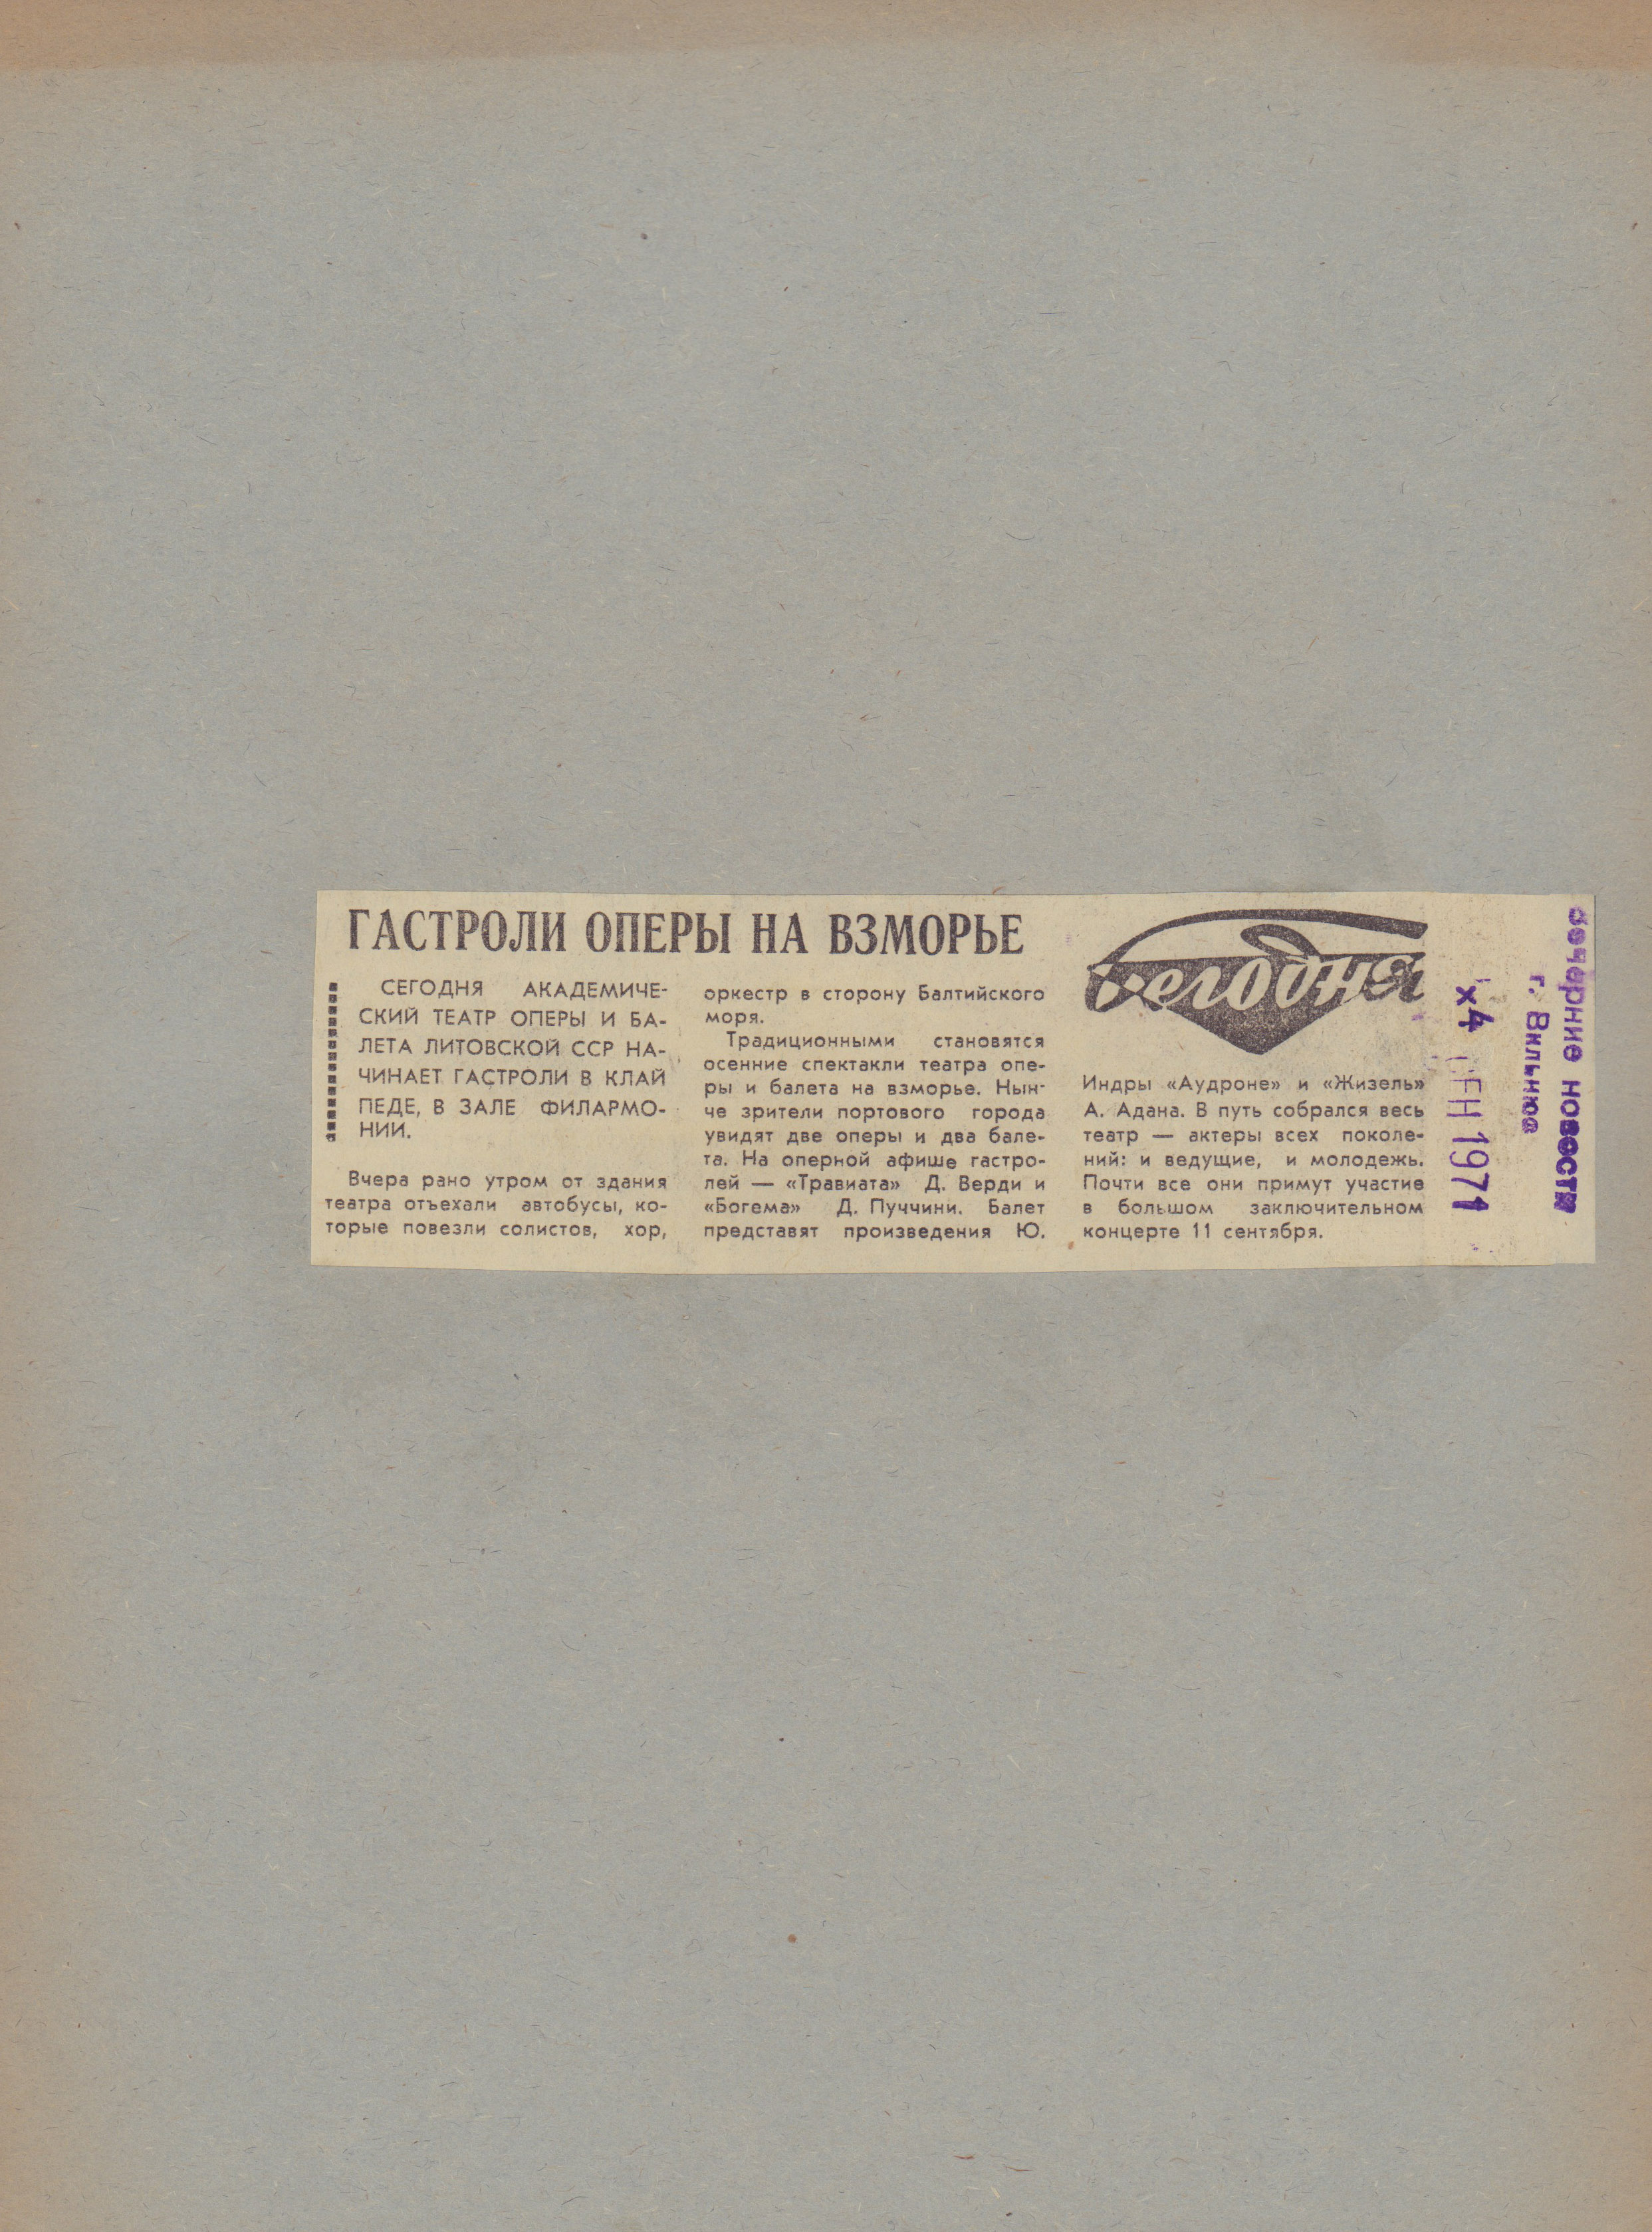 ГАСТРОЛИ ОПЕРЫ НА ВЗМОРЬЕ
СЕГОДНЯ АКАДЕМИЧЕ-
СКИЙ ТЕАТР ОПЕРЫ И БА-
ЛЕТА ЛИТОВСКОЙ ССР НА-
ЧИНАЕТ ГАСТРОЛИ В КЛАЙ
ПЕДЕ, В ЗАЛЕ ФИЛАРМО-
НИИ.
Вчера рано утром от здания
театра отъехали автобусы, ко-
торые повезли солистов, хор,
оркестр в сторону Балтийского
моря.
Традиционными становятся
осенние спектакли театра опе-
ры и балета на взморье. Нын-
че зрители портового города
увидят две оперы и два бале-
та. На оперной афише гастро-
лей — «Травиата» Д. Верди и
«Богема» Д. Пуччини. Балет
представят произведения Ю.
Сегодня
Индры «Аудроне» и «Жизель»
А. Адана. В путь собрался весь
театр — актеры всех поколе-
ний: и ведущие, и молодежь.
Почти все они примут участие
в большом заключительном
концерте 11 сентября.
Вечерние новости
г. Вильнюс
х4 СЕН 1971